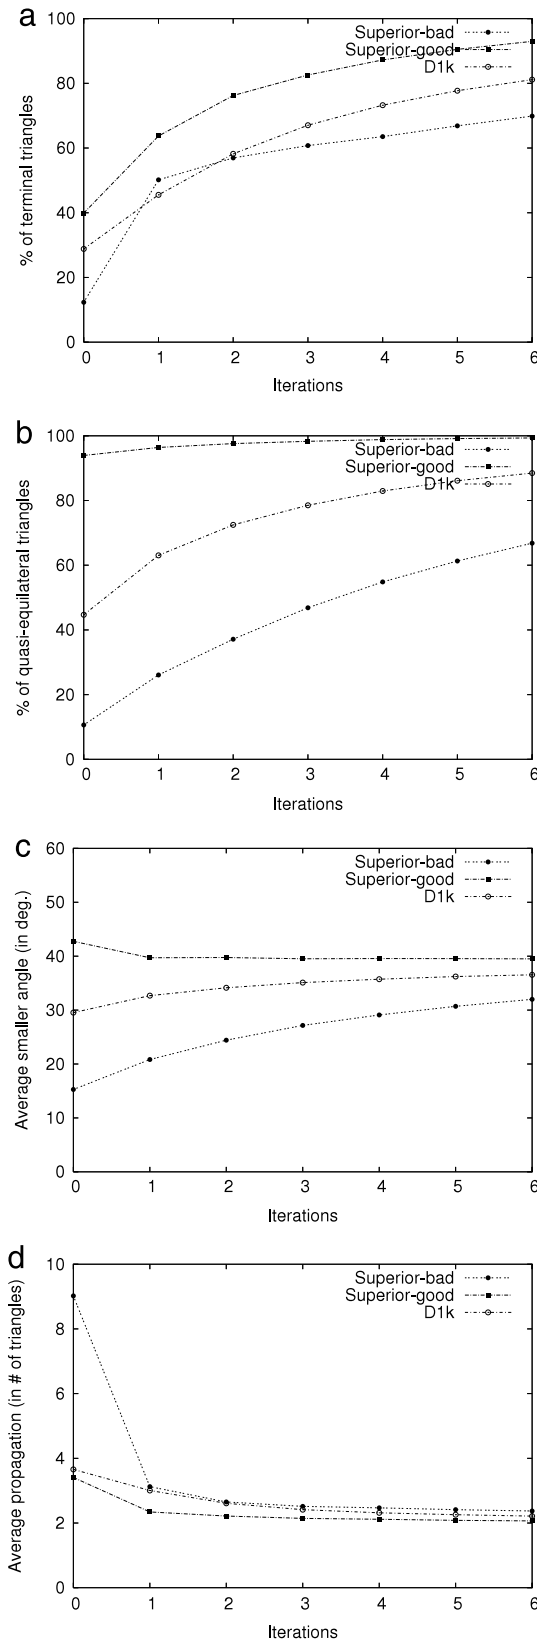 a
% of terminal triangles
100
80
60
40
20
0
0 1 2 3 4 5 6
Iterations
Superior-bad
Superior-good
D1k
b
% of quasi-equilateral triangles
100
80
60
40
20
0
0 1 2 3 4 5 6
Iterations
Superior-bad
Superior-good
D1k
c
Average smaller angle (in deg.)
60
50
40
30
20
10
0
0 1 2 3 4 5 6
Iterations
Superior-bad
Superior-good
D1k
d
Average propagation (in # of triangles)
10
8
6
4
2
0
0 1 2 3 4 5 6
Iterations
Superior-bad
Superior-good
D1k